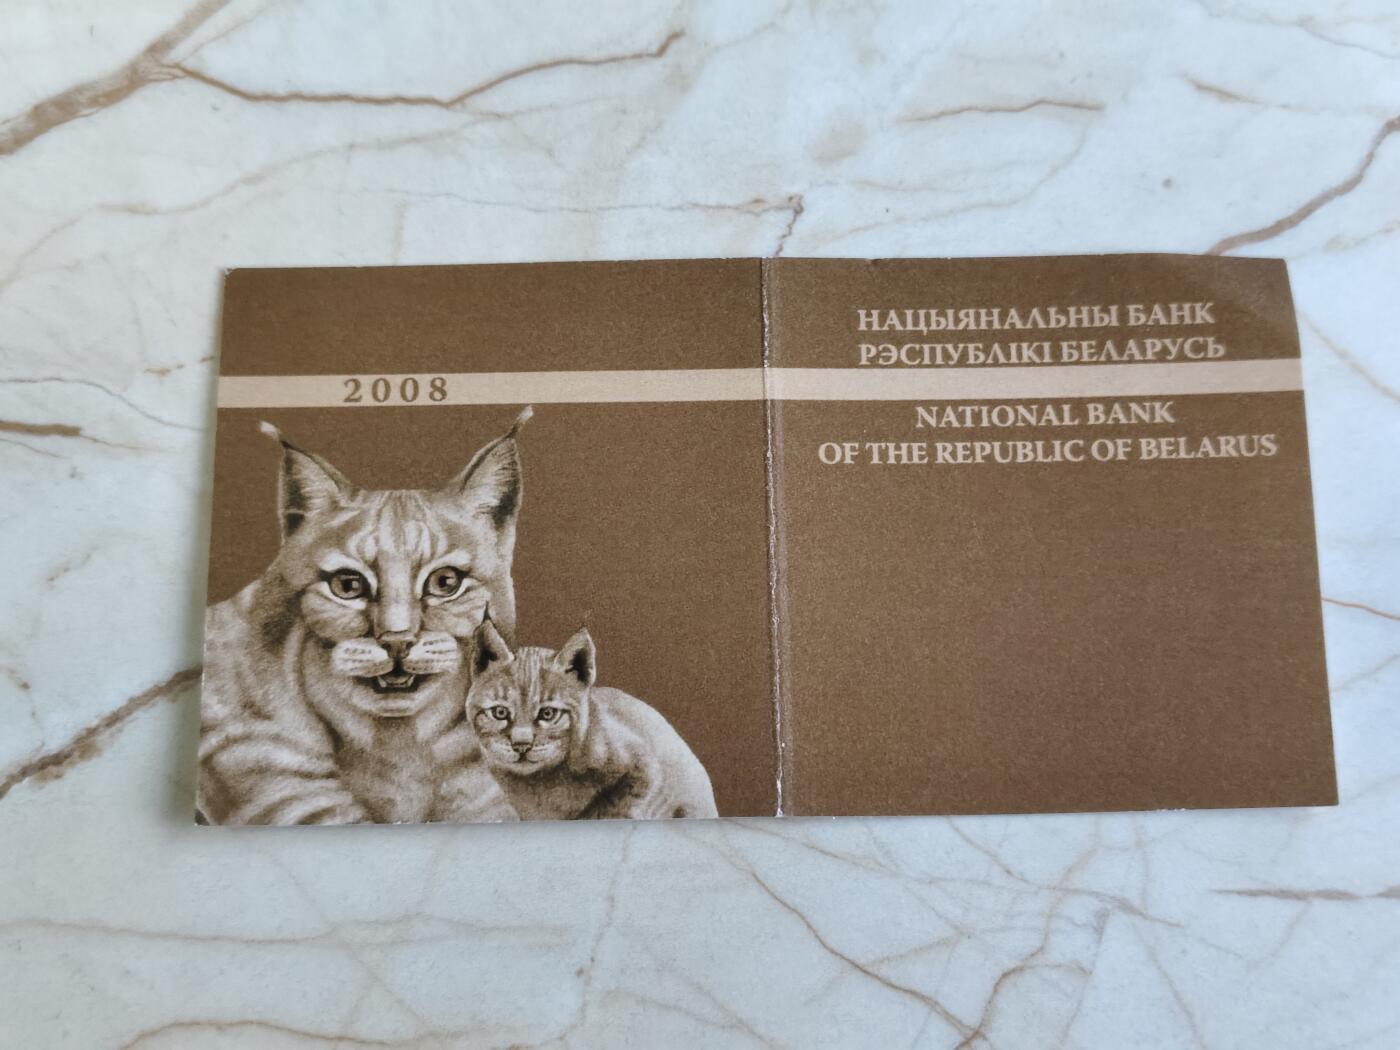 2008
НАЦЫЯНАЛЬНЫ БАНК
РЭСПУБЛІКІ БЕЛАРУСЬ
NATIONAL BANK
OF THE REPUBLIC OF BELARUS